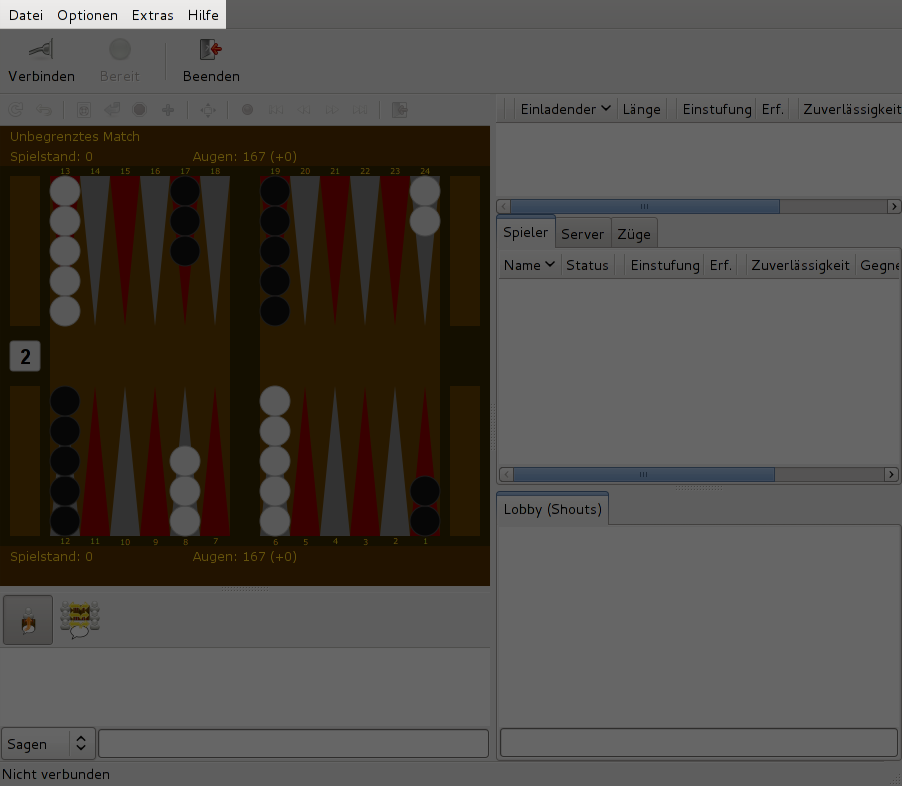 Datei Optionen Extras Hilfe
Verbinden Bereit Beenden
Einladender Länge Einstufung Erf. Zuverlässigkeit
Unbegrenztes Match
Spielstand: 0 Augen: 167 (+0)
13 14 15 16 17 18 19 20 21 22 23 24
Spieler Server Züge
Name Status Einstufung Erf. Zuverlässigkeit Gegne
2
12 11 10 9 8 7 6 5 4 3 2 1
Spielstand: 0 Augen: 167 (+0)
Lobby (Shouts)
Sagen
Nicht verbunden